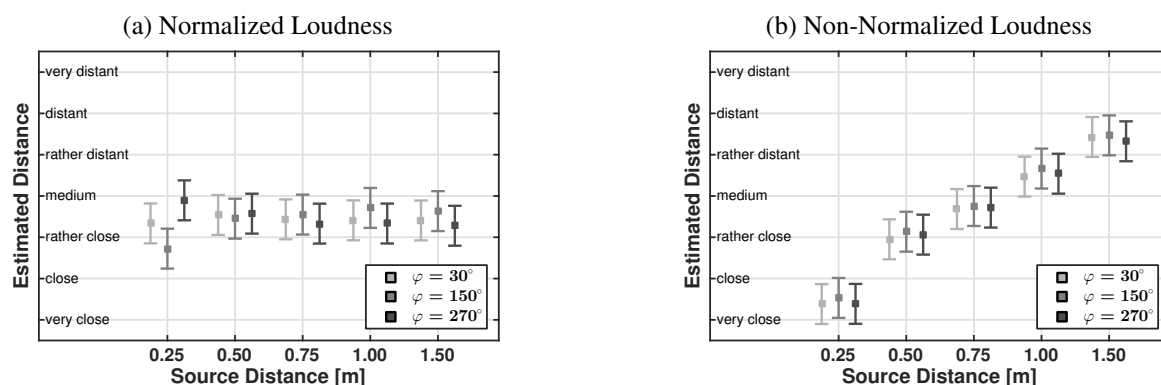 (a) Normalized Loudness
very distant
distant
rather distant
medium
rather close
close
very close
Estimated Distance
0.25 0.50 0.75 1.00 1.50
Source Distance [m]
φ = 30°
φ = 150°
φ = 270°
(b) Non-Normalized Loudness
very distant
distant
rather distant
medium
rather close
close
very close
Estimated Distance
0.25 0.50 0.75 1.00 1.50
Source Distance [m]
φ = 30°
φ = 150°
φ = 270°